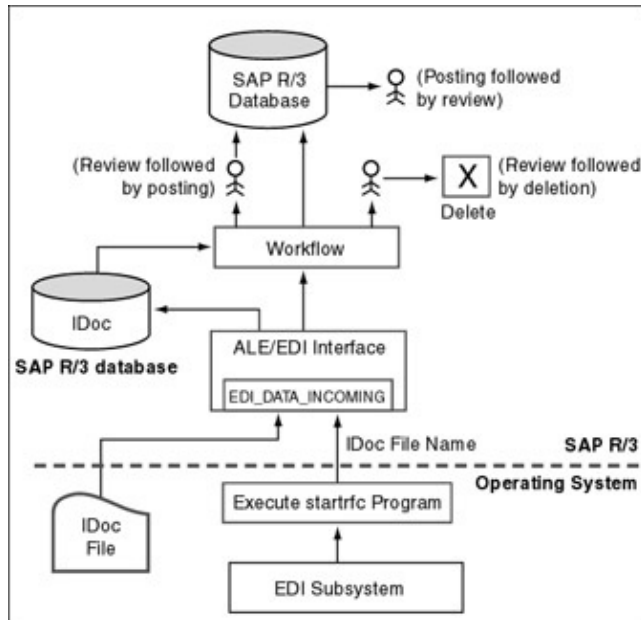 SAP R/3
Database
(Posting followed
by review)
(Review followed
by posting)
X
(Review followed
by deletion)
Delete
Workflow
IDoc
SAP R/3 database
ALE/EDI Interface
EDI_DATA_INCOMING
IDoc File Name
SAP R/3
Operating System
IDoc
File
Execute startrfc Program
EDI Subsystem